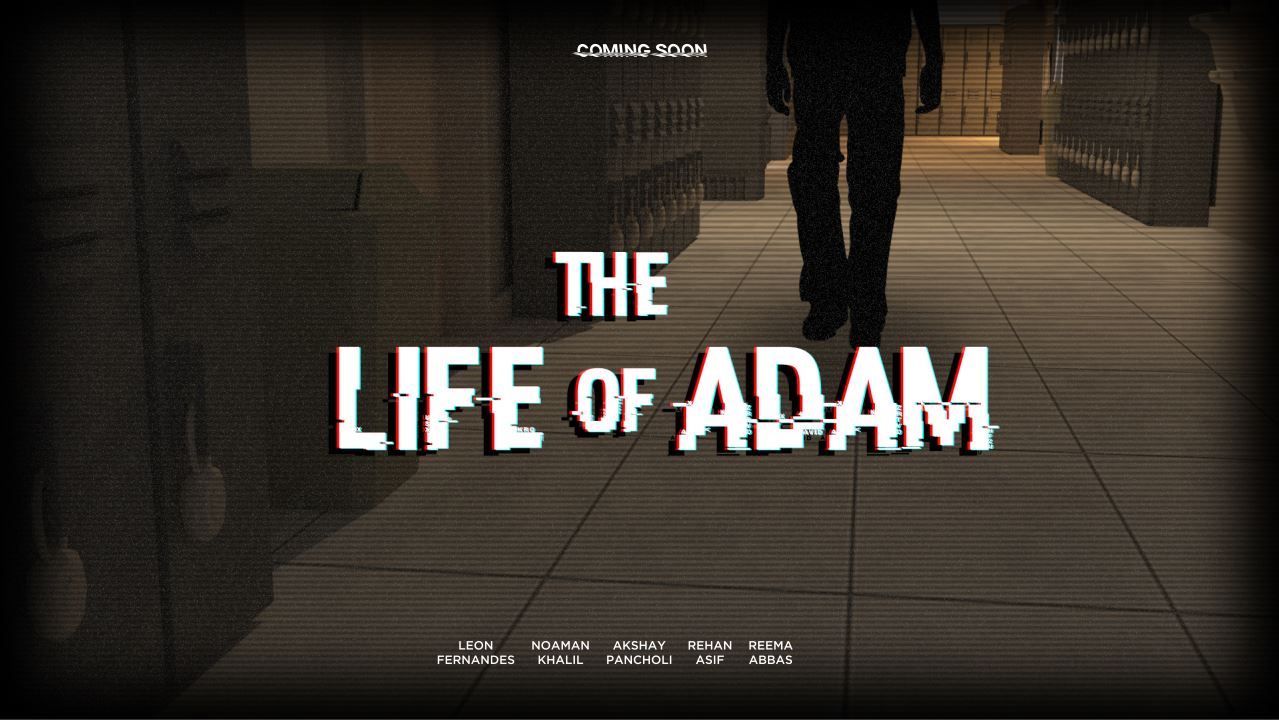 COMING SOON
THE
LIFE OF ADAM
LEON NOAMAN AKSHAY REHAN REEMA
FERNANDES KHALIL PANCHOLI ASIF ABBAS